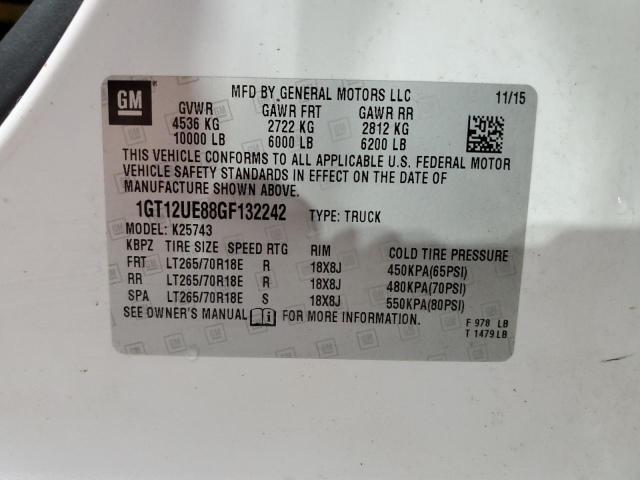 GM
MFD BY GENERAL MOTORS LLC 11/15
GVWR GAWR FRT GAWR RR
4536 KG 2722 KG 2812 KG
10000 LB 6000 LB 6200 LB
THIS VEHICLE CONFORMS TO ALL APPLICABLE U.S. FEDERAL MOTOR
VEHICLE SAFETY STANDARDS IN EFFECT ON THE DATE OF
MANUFACTURE SHOWN ABOVE.
1GT12UE88GF132242 TYPE: TRUCK
MODEL: K25743
KBPZ TIRE SIZE SPEED RTG RIM COLD TIRE PRESSURE
FRT LT265/70R18E R 18X8J 450KPA(65PSI)
RR LT265/70R18E R 18X8J 480KPA(70PSI)
SPA LT265/70R18E S 18X8J 550KPA(80PSI)
SEE OWNER'S MANUAL FOR MORE INFORMATION.
F 978 LB
T 1479 LB